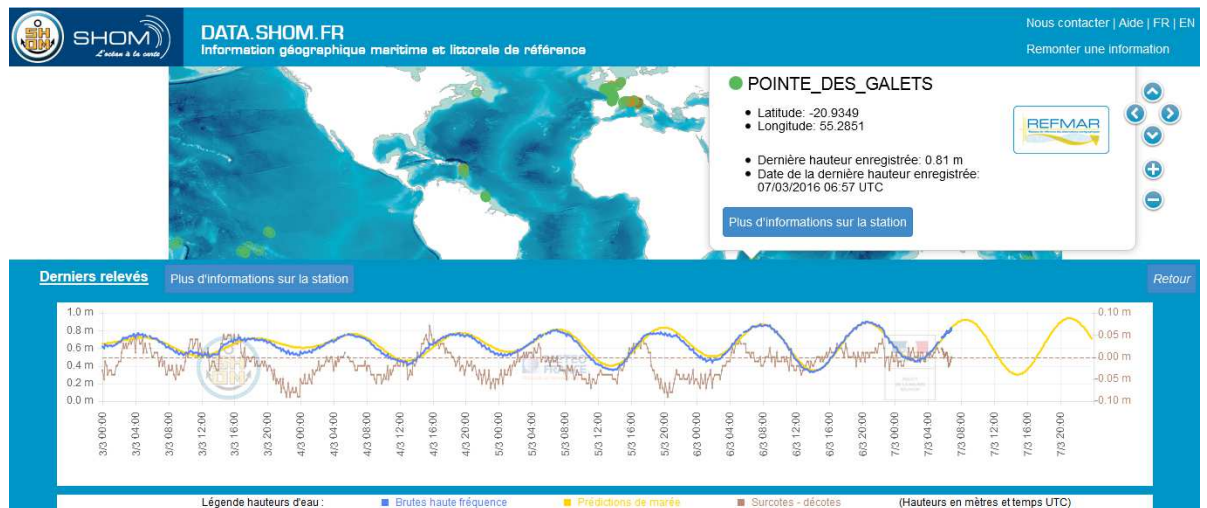 SHOM
L'océan à la carte
DATA.SHOM.FR
Information géographique maritime et littorale de référence
Nous contacter | Aide | FR | EN
Remonter une information
POINTE_DES_GALETS
Latitude: -20.9349
Longitude: 55.2851
Dernière hauteur enregistrée: 0.81 m
Date de la dernière hauteur enregistrée:
07/03/2016 06:57 UTC
REFMAR
Plus d'informations sur la station
Derniers relevés
Plus d'informations sur la station
Retour
1.0 m
0.8 m
0.6 m
0.4 m
0.2 m
0.0 m
0.10 m
0.05 m
0.00 m
-0.05 m
-0.10 m
METEO
FRANCE
3/3 00:00
3/3 04:00
3/3 08:00
3/3 12:00
3/3 16:00
3/3 20:00
4/3 00:00
4/3 04:00
4/3 08:00
4/3 12:00
4/3 16:00
4/3 20:00
5/3 00:00
5/3 04:00
5/3 08:00
5/3 12:00
5/3 16:00
5/3 20:00
6/3 00:00
6/3 04:00
6/3 08:00
6/3 12:00
6/3 16:00
6/3 20:00
7/3 00:00
7/3 04:00
7/3 08:00
7/3 12:00
7/3 16:00
7/3 20:00
Légende hauteurs d'eau :
Brutes haute fréquence
Prédictions de marée
Surcotes - décotes
(Hauteurs en mètres et temps UTC)